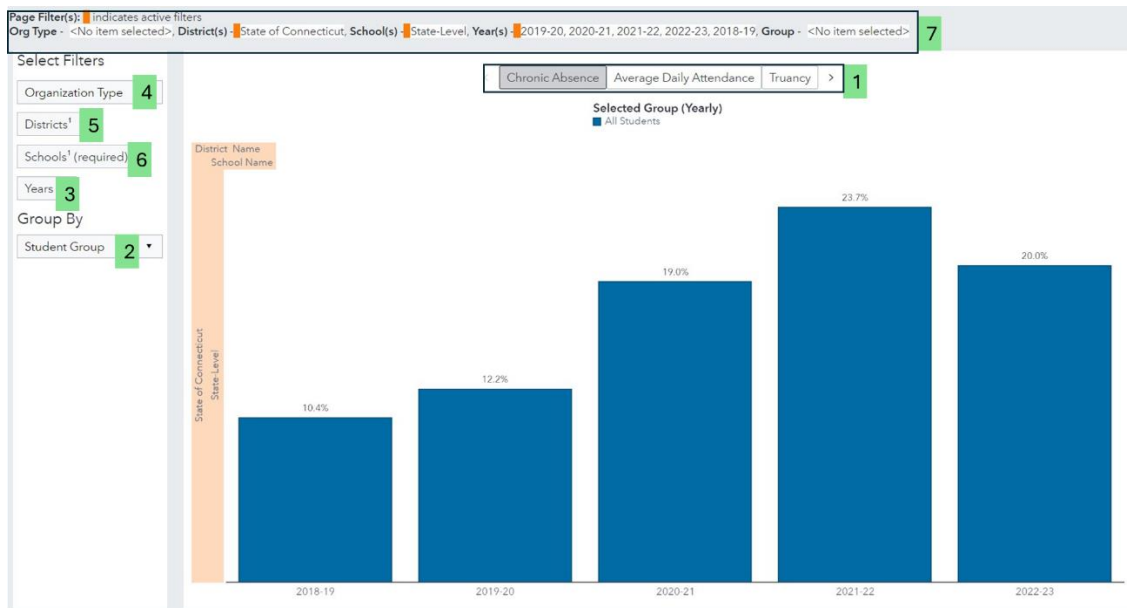 Page Filter(s): indicates active filters
Org Type - <No item selected>, District(s) - State of Connecticut, School(s) - State-Level, Year(s) - 2019-20, 2020-21, 2021-22, 2022-23, 2018-19, Group - <No item selected>
7
Select Filters
Organization Type 4
Districts¹ 5
Schools¹ (required) 6
Years 3
Group By
Student Group 2
Chronic Absence Average Daily Attendance Truancy > 1
Selected Group (Yearly)
All Students
District Name
School Name
State of Connecticut
State-Level
10.4%
12.2%
19.0%
23.7%
20.0%
2018-19 2019-20 2020-21 2021-22 2022-23